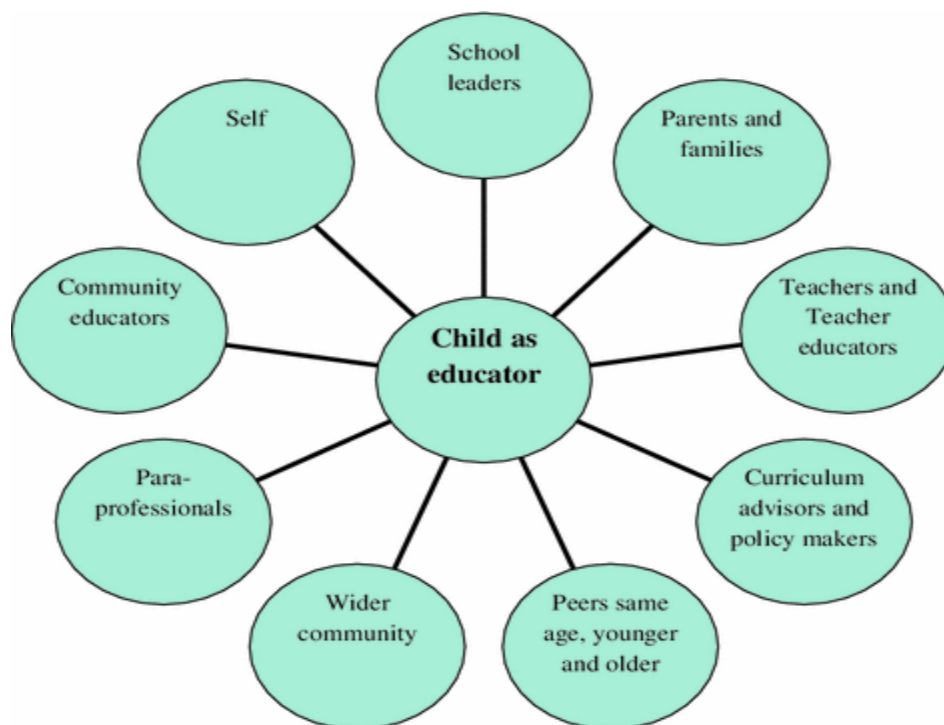 School
leaders
Self
Parents and
families
Community
educators
Teachers and
Teacher
educators
Child as
educator
Para-
professionals
Curriculum
advisors and
policy makers
Wider
community
Peers same
age, younger
and older